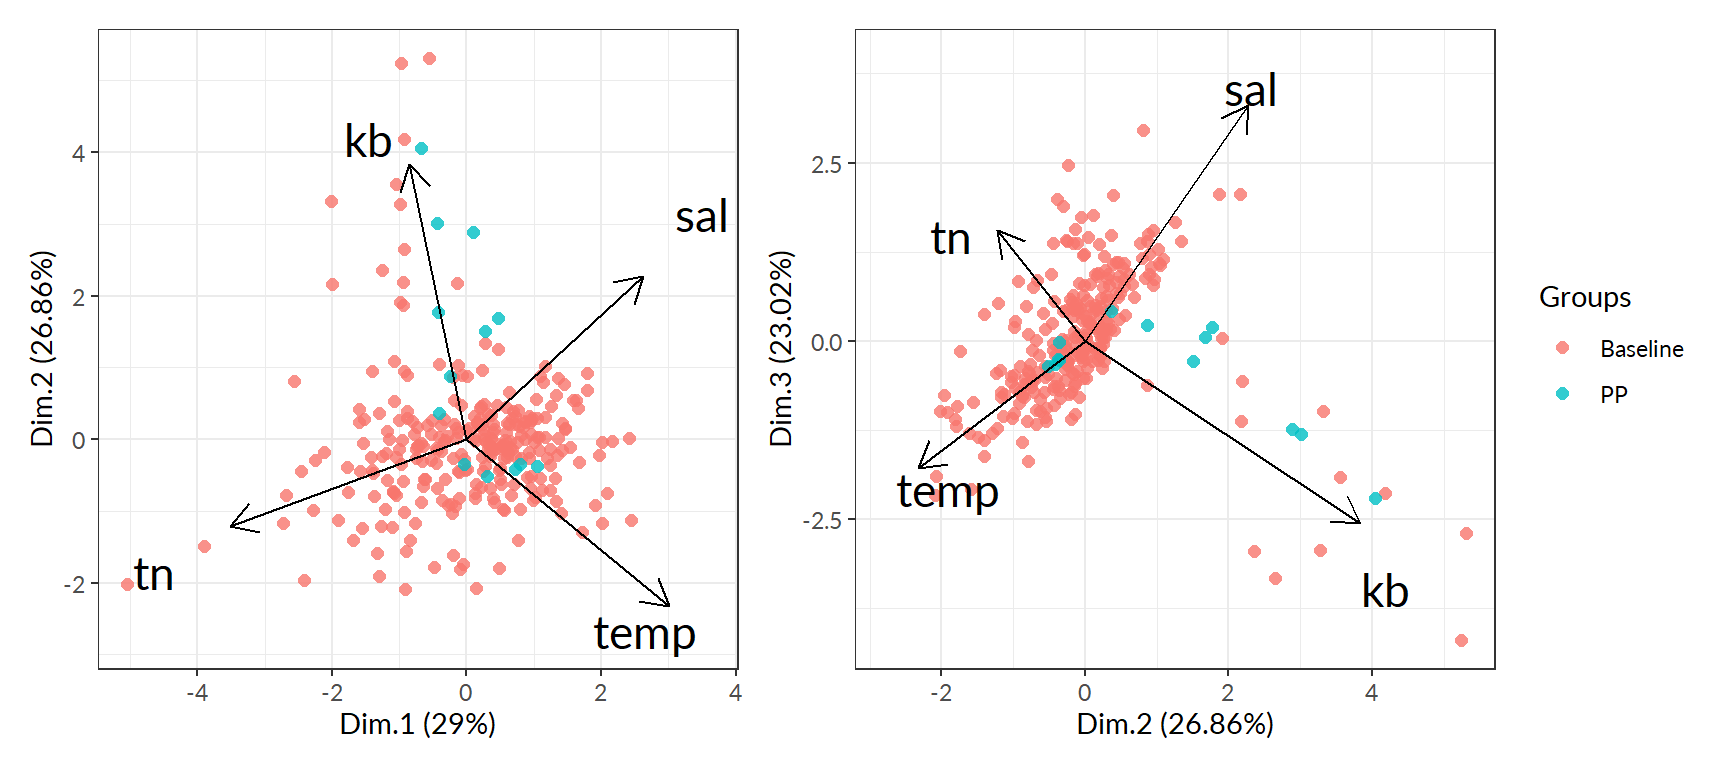 kb
sal
tn
temp
4
2
0
-2
-4
-2
0
2
4
Dim.1 (29%)
Dim.2 (26.86%)
sal
tn
temp
kb
2.5
0.0
-2.5
-2
0
2
4
Dim.2 (26.86%)
Dim.3 (23.02%)
Groups
Baseline
PP